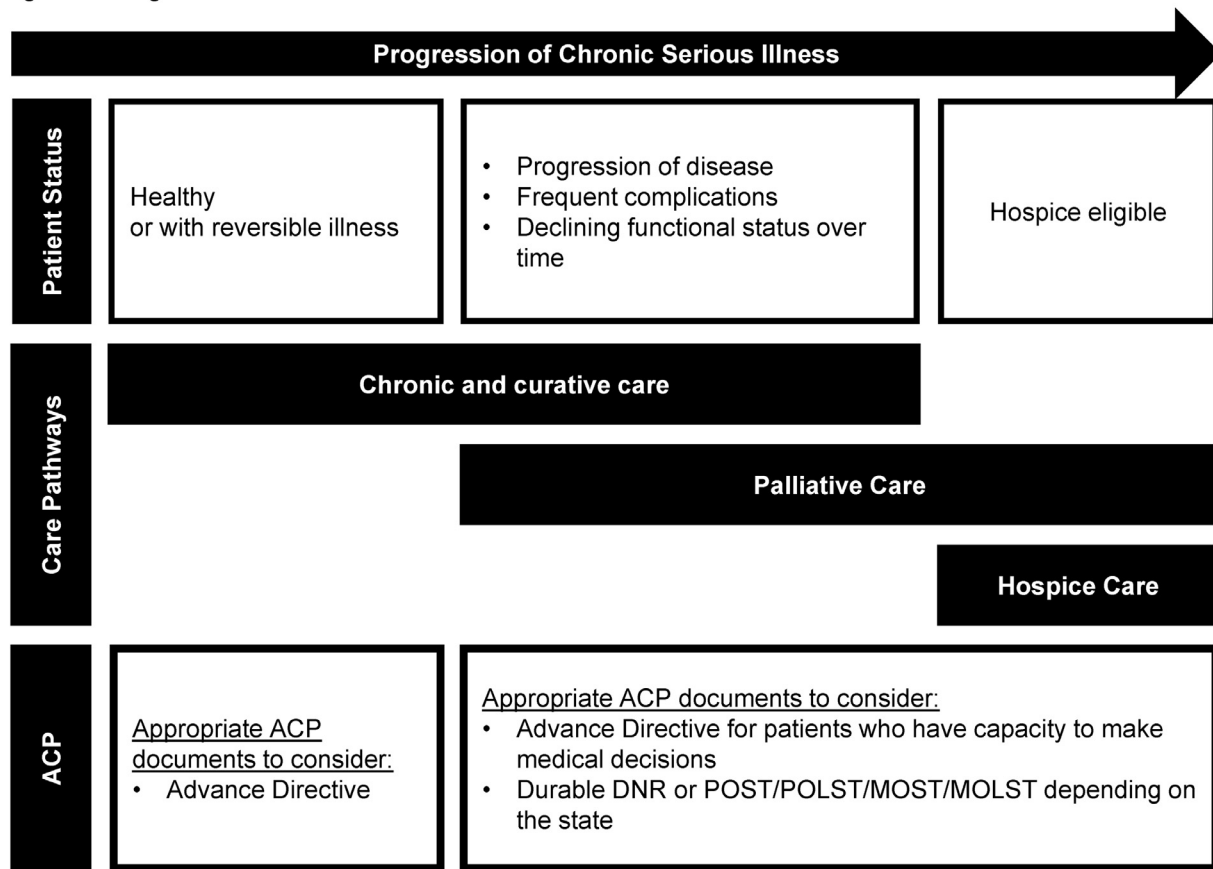 Progression of Chronic Serious Illness
Patient Status
Healthy
or with reversible illness
• Progression of disease
• Frequent complications
• Declining functional status over
time
Hospice eligible
Care Pathways
Chronic and curative care
Palliative Care
Hospice Care
ACP
Appropriate ACP
documents to consider:
• Advance Directive
Appropriate ACP documents to consider:
• Advance Directive for patients who have capacity to make
medical decisions
• Durable DNR or POST/POLST/MOST/MOLST depending on
the state